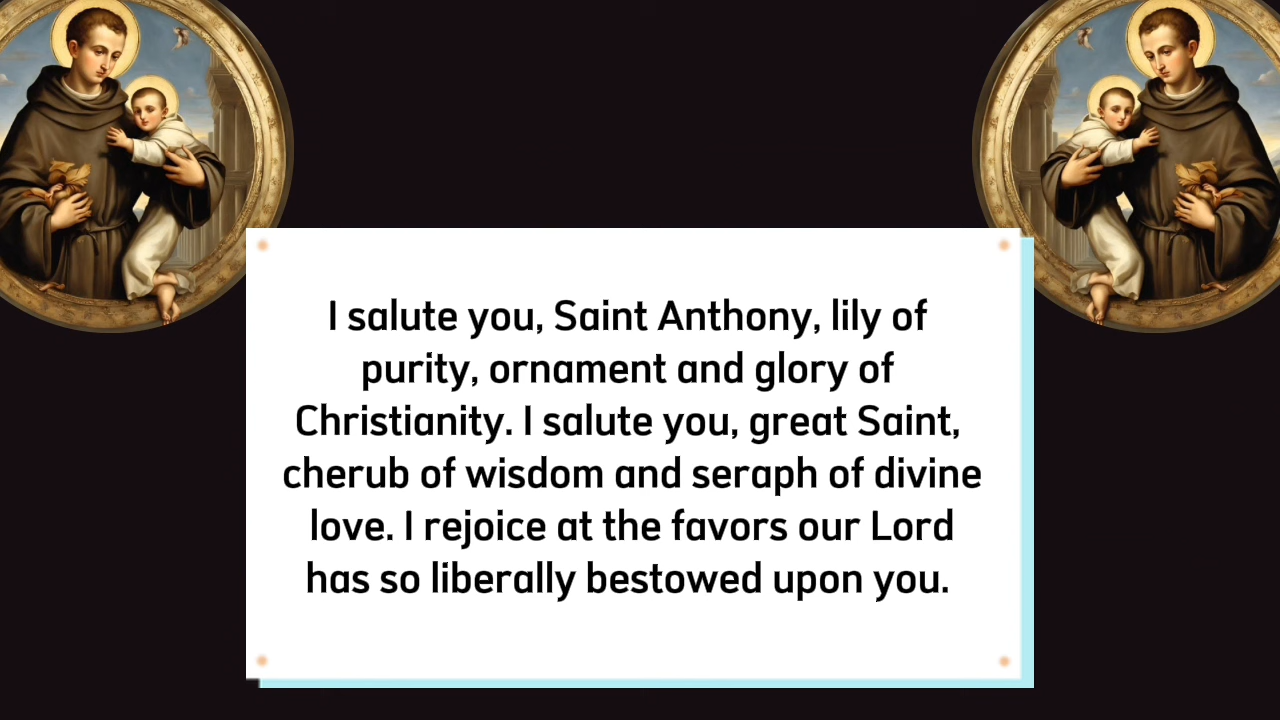 I salute you, Saint Anthony, lily of
purity, ornament and glory of
Christianity. I salute you, great Saint,
cherub of wisdom and seraph of divine
love. I rejoice at the favors our Lord
has so liberally bestowed upon you.